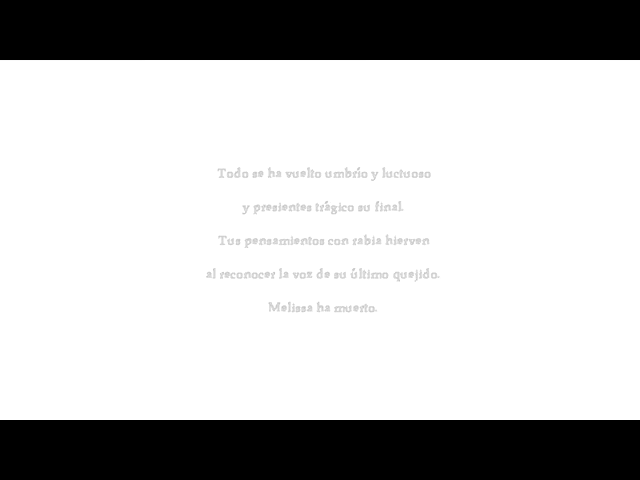 Todo se ha vuelto umbrío y luctuoso
y presientes trágico su final.
Tus pensamientos con rabia hierven
al reconocer la voz de su último quejido.
Melissa ha muerto.